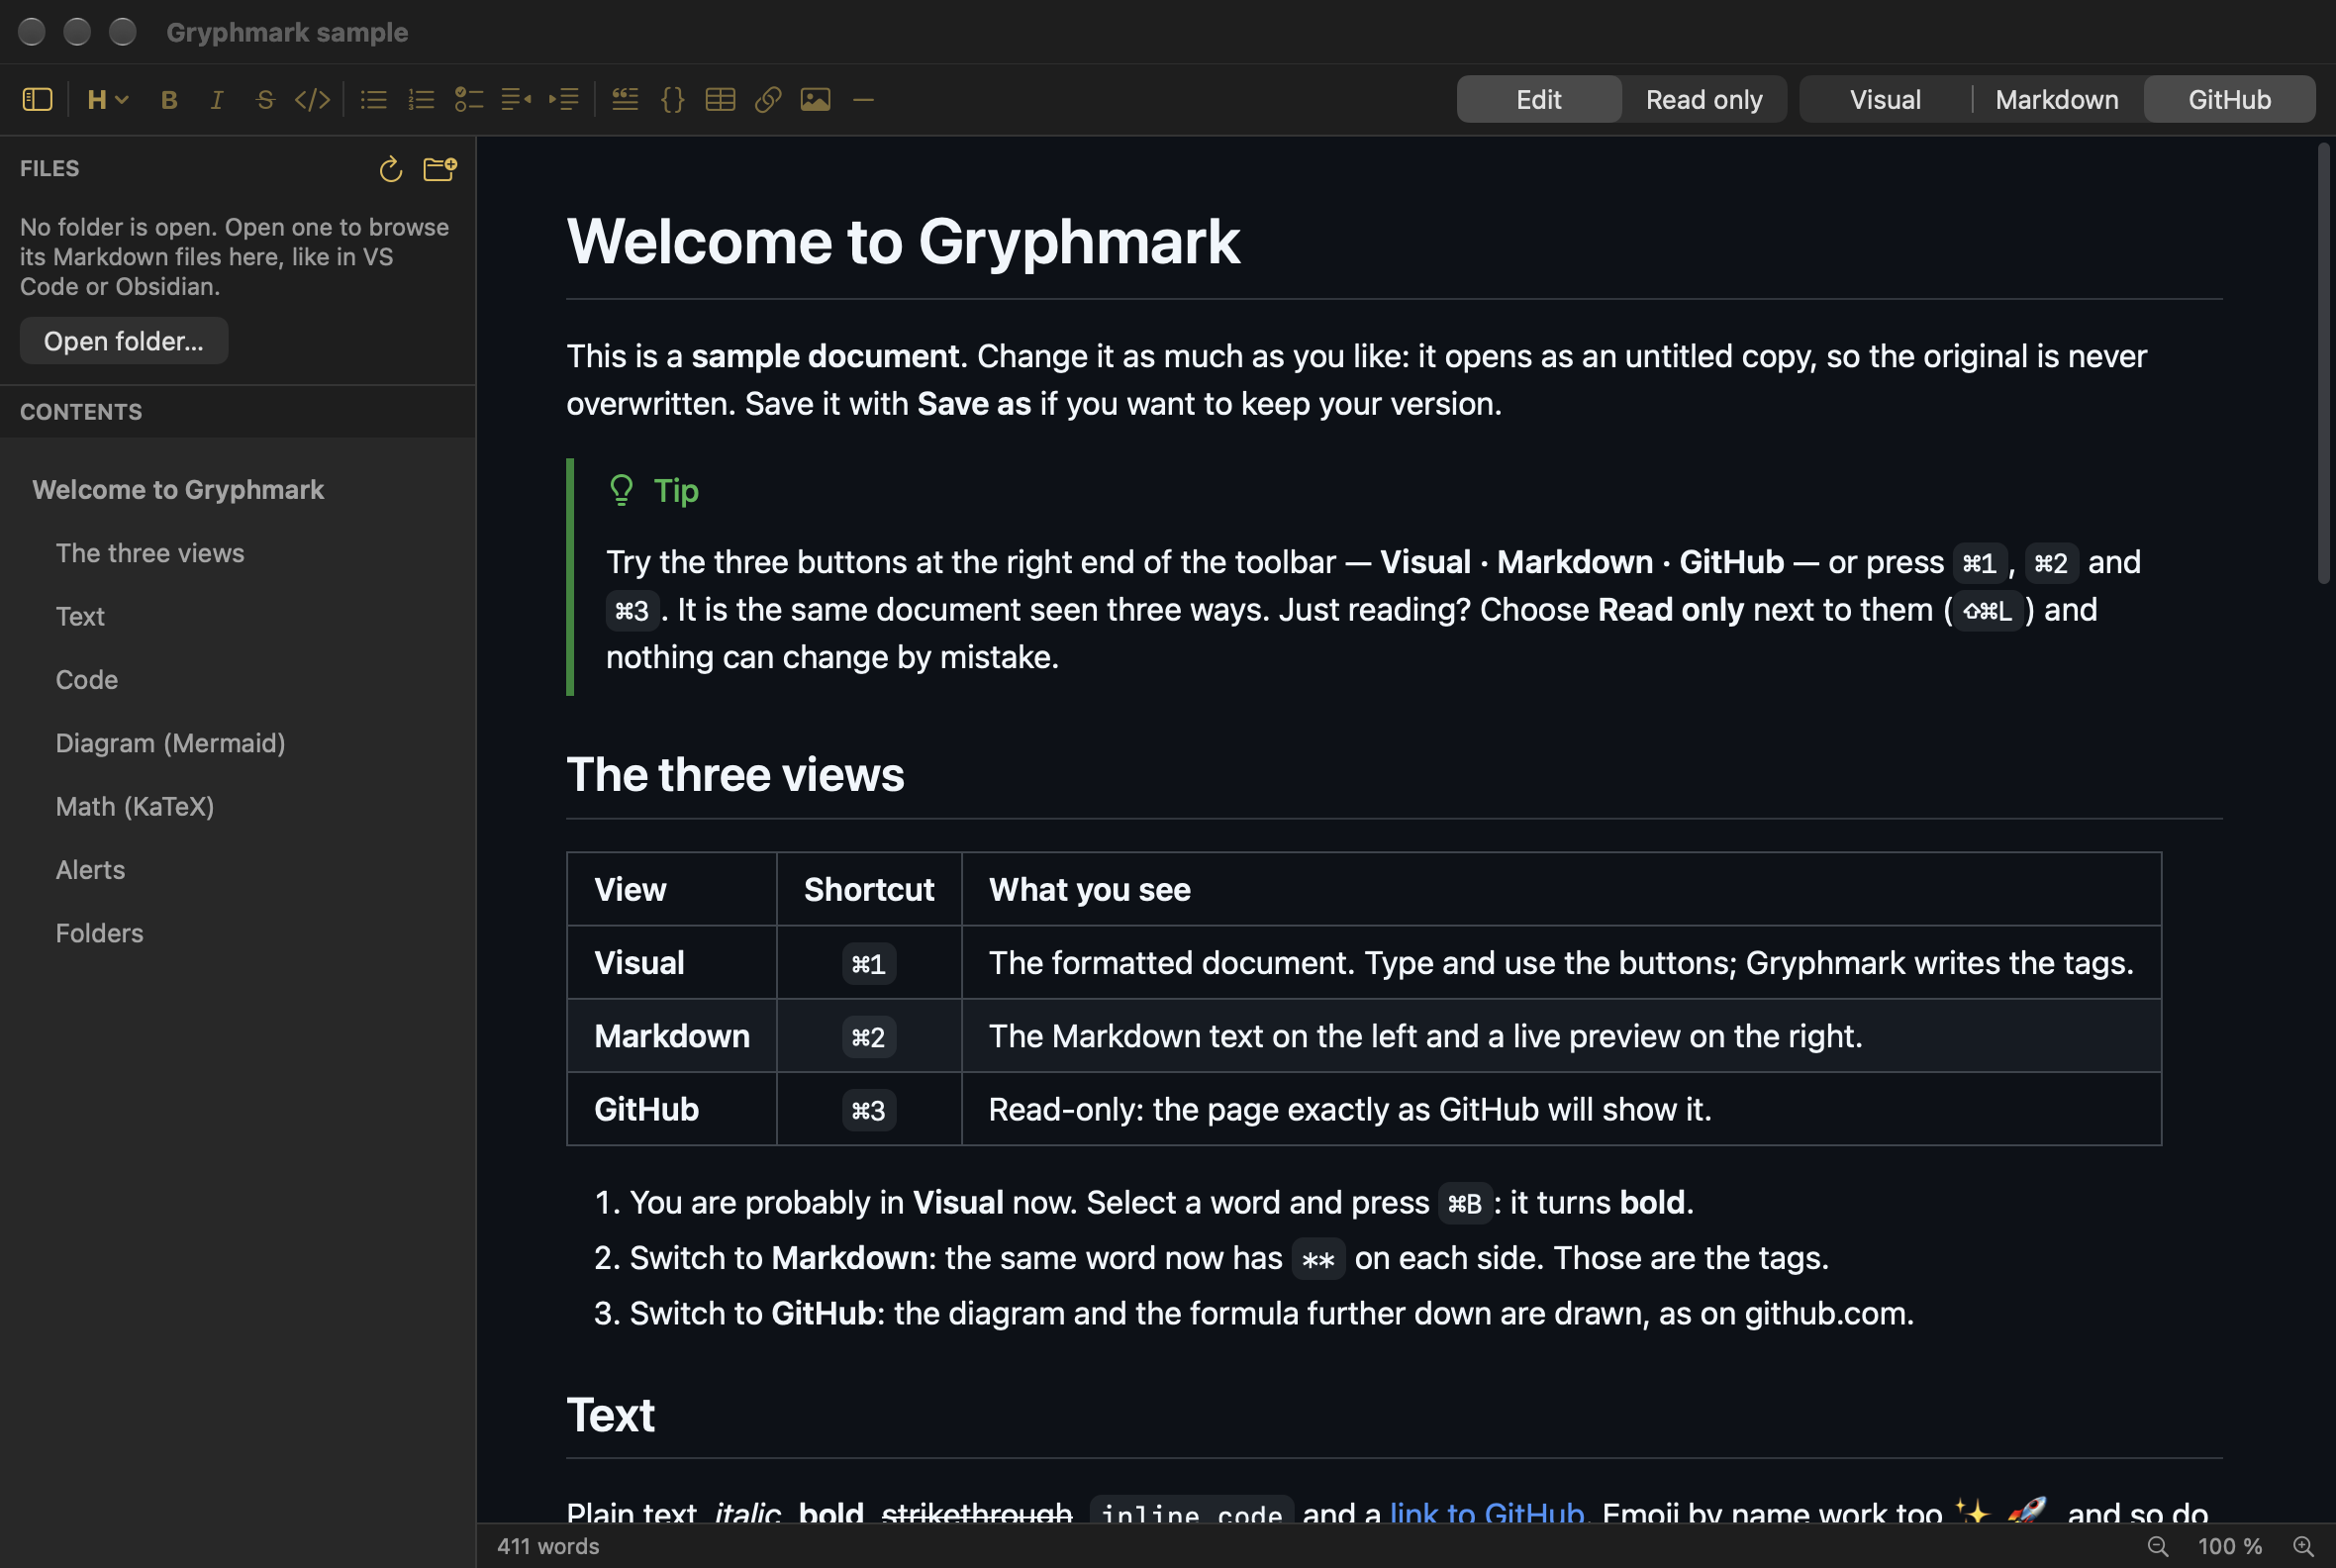 Gryphmark sample
H B I S </>
Edit Read only Visual Markdown GitHub
FILES
No folder is open. Open one to browse
its Markdown files here, like in VS
Code or Obsidian.
Open folder...
CONTENTS
Welcome to Gryphmark
The three views
Text
Code
Diagram (Mermaid)
Math (KaTeX)
Alerts
Folders
Welcome to Gryphmark
This is a sample document. Change it as much as you like: it opens as an untitled copy, so the original is never
overwritten. Save it with Save as if you want to keep your version.
Tip
Try the three buttons at the right end of the toolbar — Visual · Markdown · GitHub — or press ⌘1, ⌘2 and
⌘3. It is the same document seen three ways. Just reading? Choose Read only next to them (⇧⌘L) and
nothing can change by mistake.
The three views
View Shortcut What you see
Visual ⌘1 The formatted document. Type and use the buttons; Gryphmark writes the tags.
Markdown ⌘2 The Markdown text on the left and a live preview on the right.
GitHub ⌘3 Read-only: the page exactly as GitHub will show it.
1. You are probably in Visual now. Select a word and press ⌘B: it turns bold.
2. Switch to Markdown: the same word now has ** on each side. Those are the tags.
3. Switch to GitHub: the diagram and the formula further down are drawn, as on github.com.
Text
Plain text, italic, bold, strikethrough, inline code and a link to GitHub. Emoji by name work too ✨ 🚀, and so do
411 words
100 %